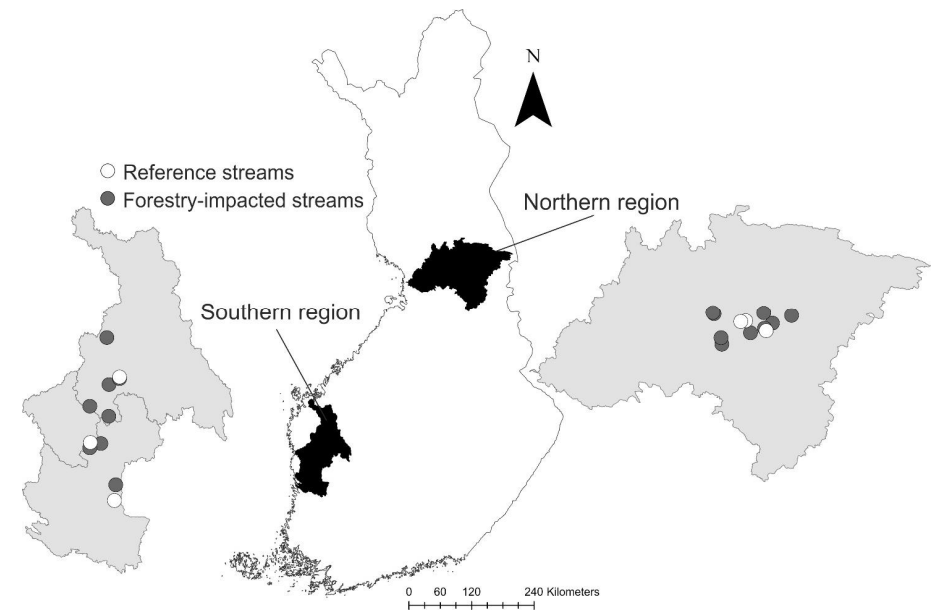 N
Reference streams
Forestry-impacted streams
Northern region
Southern region
0 60 120 240 Kilometers